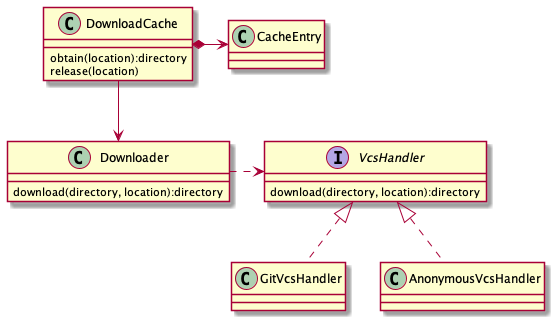 C DownloadCache
obtain(location):directory
release(location)
C CacheEntry
C Downloader
download(directory, location):directory
I VcsHandler
download(directory, location):directory
C GitVcsHandler
C AnonymousVcsHandler